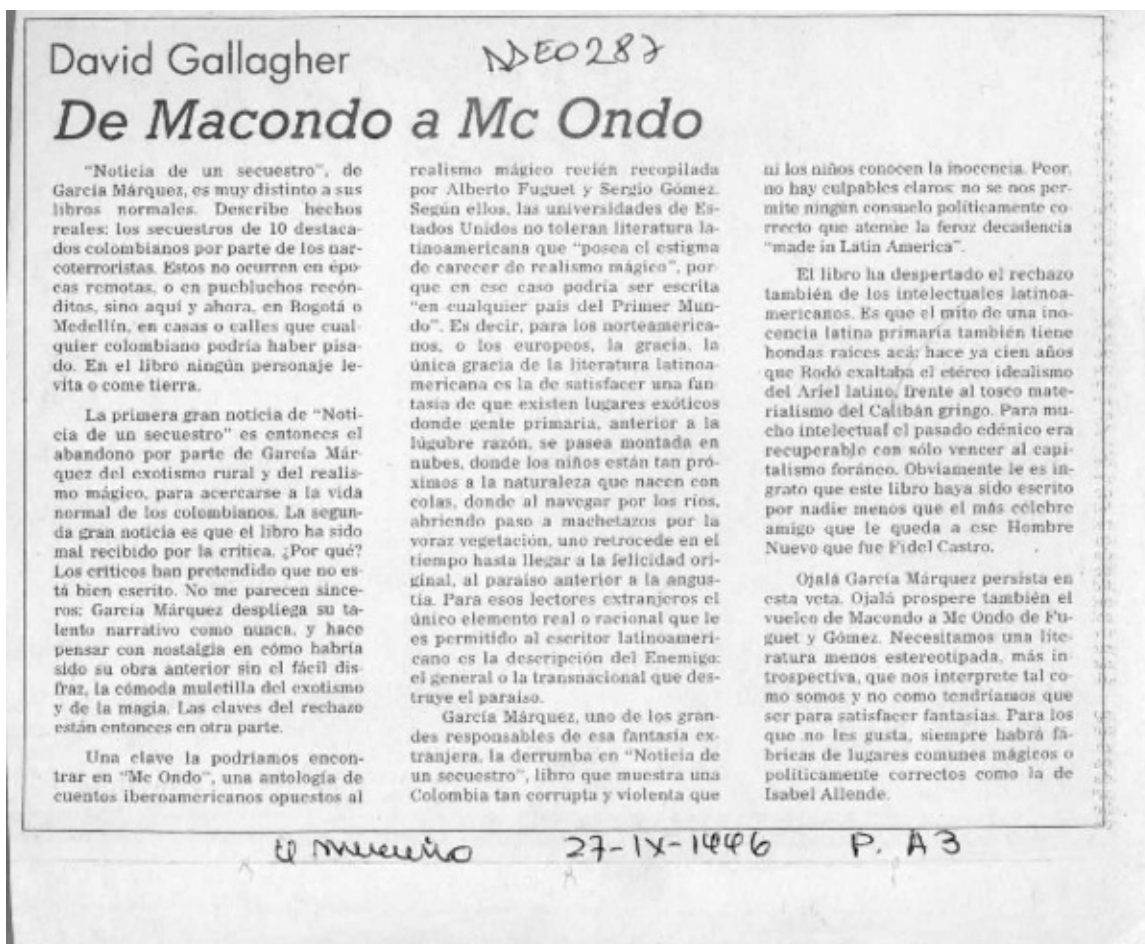 David Gallagher
NDE0287
De Macondo a Mc Ondo
"Noticia de un secuestro", de
García Márquez, es muy distinto a sus
libros normales. Describe hechos
reales: los secuestros de 10 destaca-
dos colombianos por parte de los nar-
coterroristas. Estos no ocurren en épo-
cas remotas, o en puebluchos recón-
ditos, sino aquí y ahora, en Bogotá o
Medellín, en casas o calles que cual-
quier colombiano podría haber pisa-
do. En el libro ningún personaje le-
vita o come tierra.
La primera gran noticia de "Noti-
cia de un secuestro" es entonces el
abandono por parte de García Már-
quez del exotismo rural y del realis-
mo mágico, para acercarse a la vida
normal de los colombianos. La segun-
da gran noticia es que el libro ha sido
mal recibido por la crítica. ¿Por qué?
Los críticos han pretendido que no es-
tá bien escrito. No me parecen since-
ros: García Márquez despliega su ta-
lento narrativo como nunca, y hace
pensar con nostalgia en cómo habría
sido su obra anterior sin el fácil dis-
fraz, la cómoda muletilla del exotismo
y de la magia. Las claves del rechazo
están entonces en otra parte.
Una clave la podríamos encon-
trar en "Mc Ondo", una antología de
cuentos iberoamericanos opuestos al
realismo mágico recién recopilada
por Alberto Fuguet y Sergio Gómez.
Según ellos, las universidades de Es-
tados Unidos no toleran literatura la-
tinoamericana que "posea el estigma
de carecer de realismo mágico", por-
que en ese caso podría ser escrita
"en cualquier país del Primer Mun-
do". Es decir, para los norteamerica-
nos, o los europeos, la gracia, la
única gracia de la literatura latinoa-
mericana es la de satisfacer una fan-
tasía de que existen lugares exóticos
donde gente primaria, anterior a la
lúgubre razón, se pasea montada en
nubes, donde los niños están tan pró-
ximos a la naturaleza que nacen con
colas, donde al navegar por los ríos,
abriendo paso a machetazos por la
voraz vegetación, uno retrocede en el
tiempo hasta llegar a la felicidad ori-
ginal, al paraíso anterior a la angus-
tia. Para esos lectores extranjeros el
único elemento real o racional que le
es permitido al escritor latinoameri-
cano es la descripción del Enemigo:
el general o la transnacional que des-
truye el paraíso.
García Márquez, uno de los gran-
des responsables de esa fantasía ex-
tranjera, la derrumba en "Noticia de
un secuestro", libro que muestra una
Colombia tan corrupta y violenta que
ni los niños conocen la inocencia. Peor,
no hay culpables claros: no se nos per-
mite ningún consuelo políticamente co-
rrecto que atenúe la feroz decadencia
"made in Latin America".
El libro ha despertado el rechazo
también de los intelectuales latinoa-
mericanos. Es que el mito de una ino-
cencia latina primaria también tiene
hondas raíces acá: hace ya cien años
que Rodó exaltaba el etéreo idealismo
del Ariel latino, frente al tosco mate-
rialismo del Calibán gringo. Para mu-
cho intelectual el pasado edénico era
recuperable con sólo vencer al capi-
talismo foráneo. Obviamente le es in-
grato que este libro haya sido escrito
por nadie menos que el más célebre
amigo que le queda a ese Hombre
Nuevo que fue Fidel Castro.
Ojalá García Márquez persista en
esta veta. Ojalá prospere también el
vuelco de Macondo a Mc Ondo de Fu-
guet y Gómez. Necesitamos una lite-
ratura menos estereotipada, más in-
trospectiva, que nos interprete tal co-
mo somos y no como tendríamos que
ser para satisfacer fantasías. Para los
que no les gusta, siempre habrá fá-
bricas de lugares comunes mágicos o
políticamente correctos como la de
Isabel Allende.
El Mercurio 27-IX-1996 P. A3